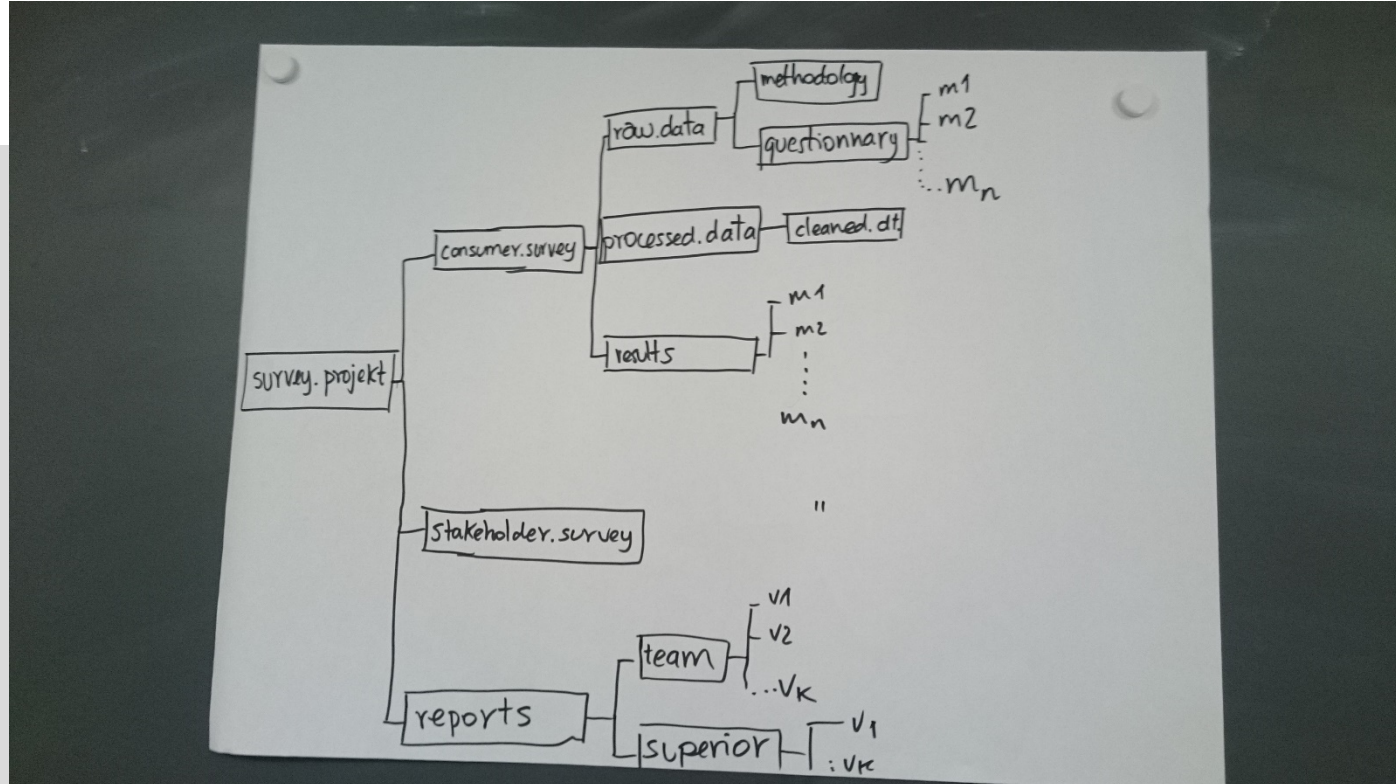 methodology
m1
raw.data
m2
questionnary
...mn
processed.data
cleaned.dt
consumer.survey
m1
m2
results
mn
survey.projekt
"
stakeholder.survey
v1
v2
team
...vk
reports
v1
superior
:vk